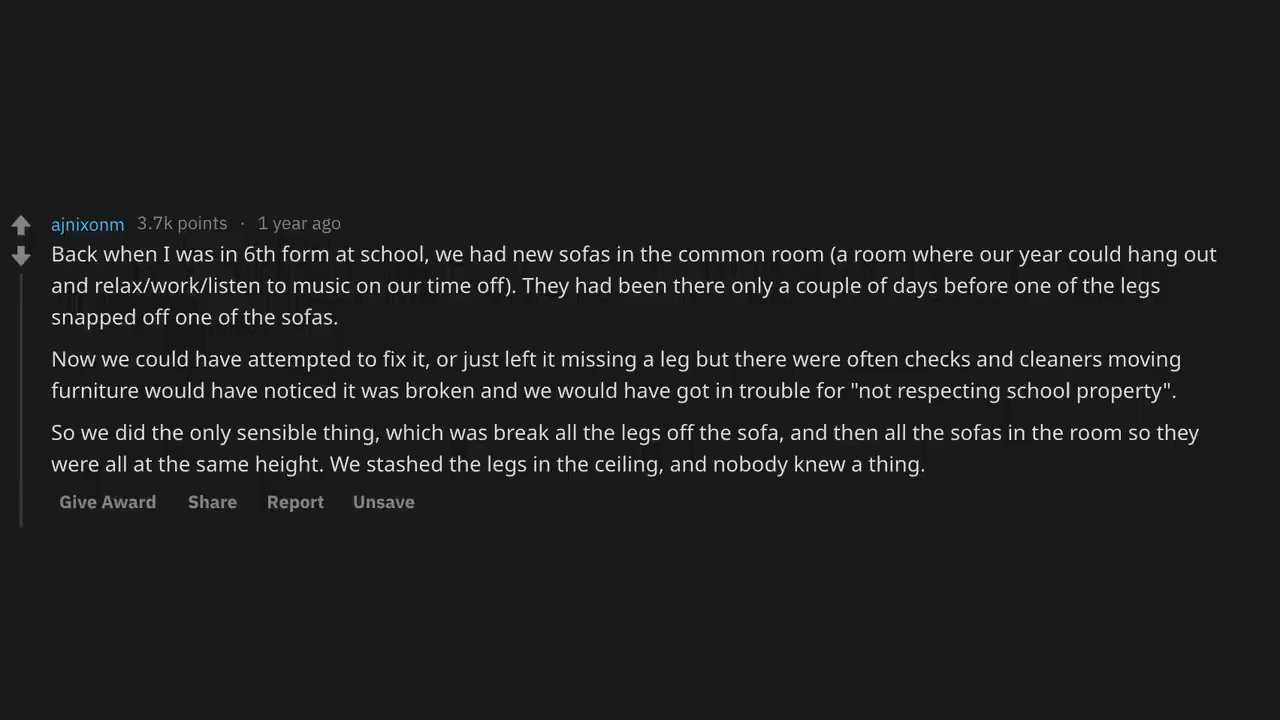 ajnixonm 3.7k points · 1 year ago
Back when I was in 6th form at school, we had new sofas in the common room (a room where our year could hang out
and relax/work/listen to music on our time off). They had been there only a couple of days before one of the legs
snapped off one of the sofas.
Now we could have attempted to fix it, or just left it missing a leg but there were often checks and cleaners moving
furniture would have noticed it was broken and we would have got in trouble for "not respecting school property".
So we did the only sensible thing, which was break all the legs off the sofa, and then all the sofas in the room so they
were all at the same height. We stashed the legs in the ceiling, and nobody knew a thing.
Give Award Share Report Unsave